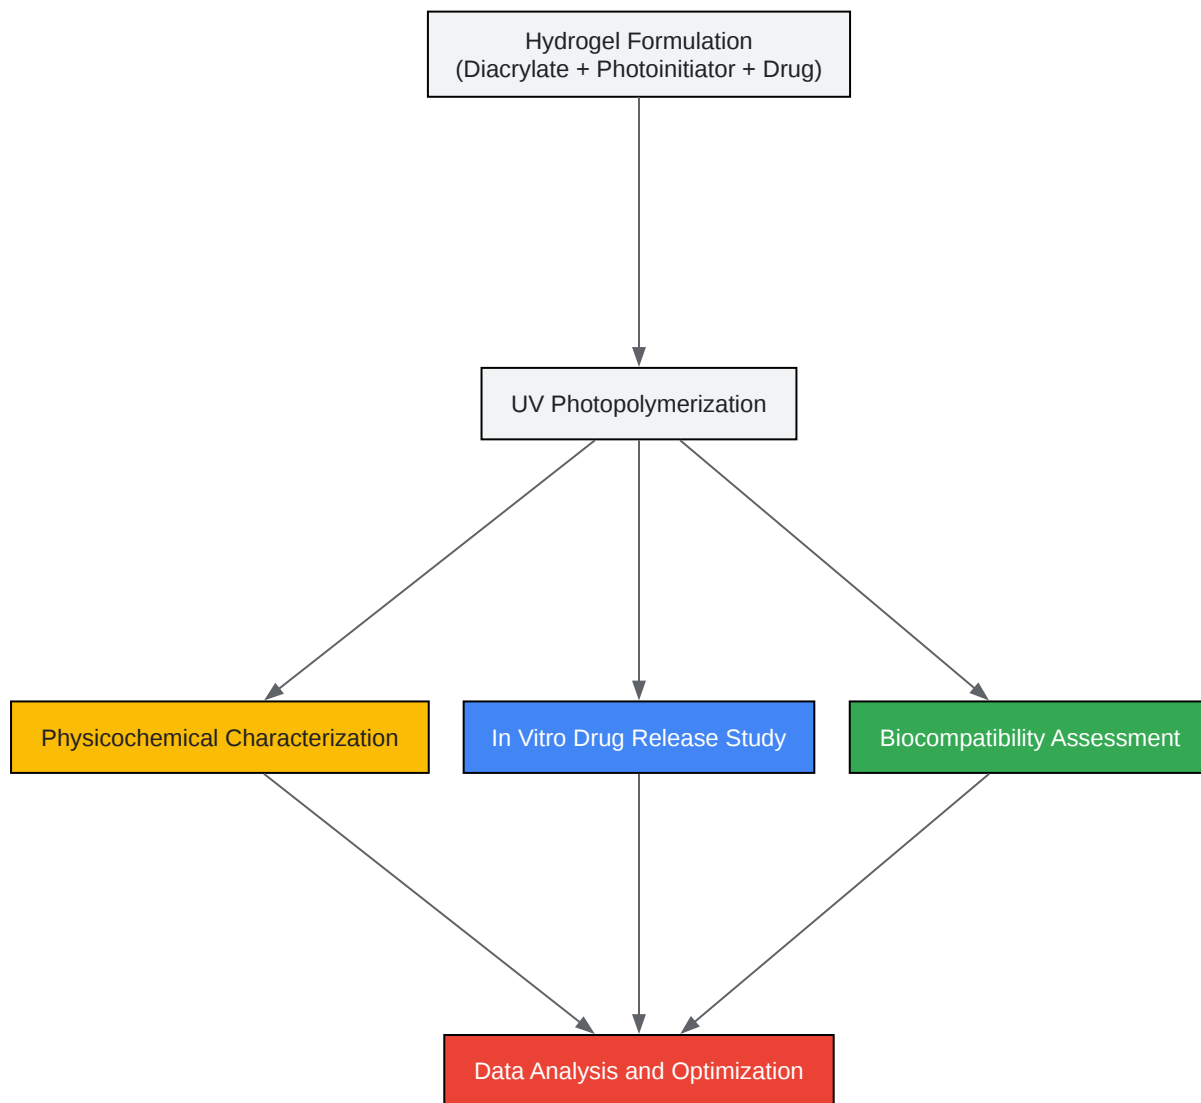 Hydrogel Formulation
(Diacrylate + Photoinitiator + Drug)
UV Photopolymerization
Physicochemical Characterization
In Vitro Drug Release Study
Biocompatibility Assessment
Data Analysis and Optimization